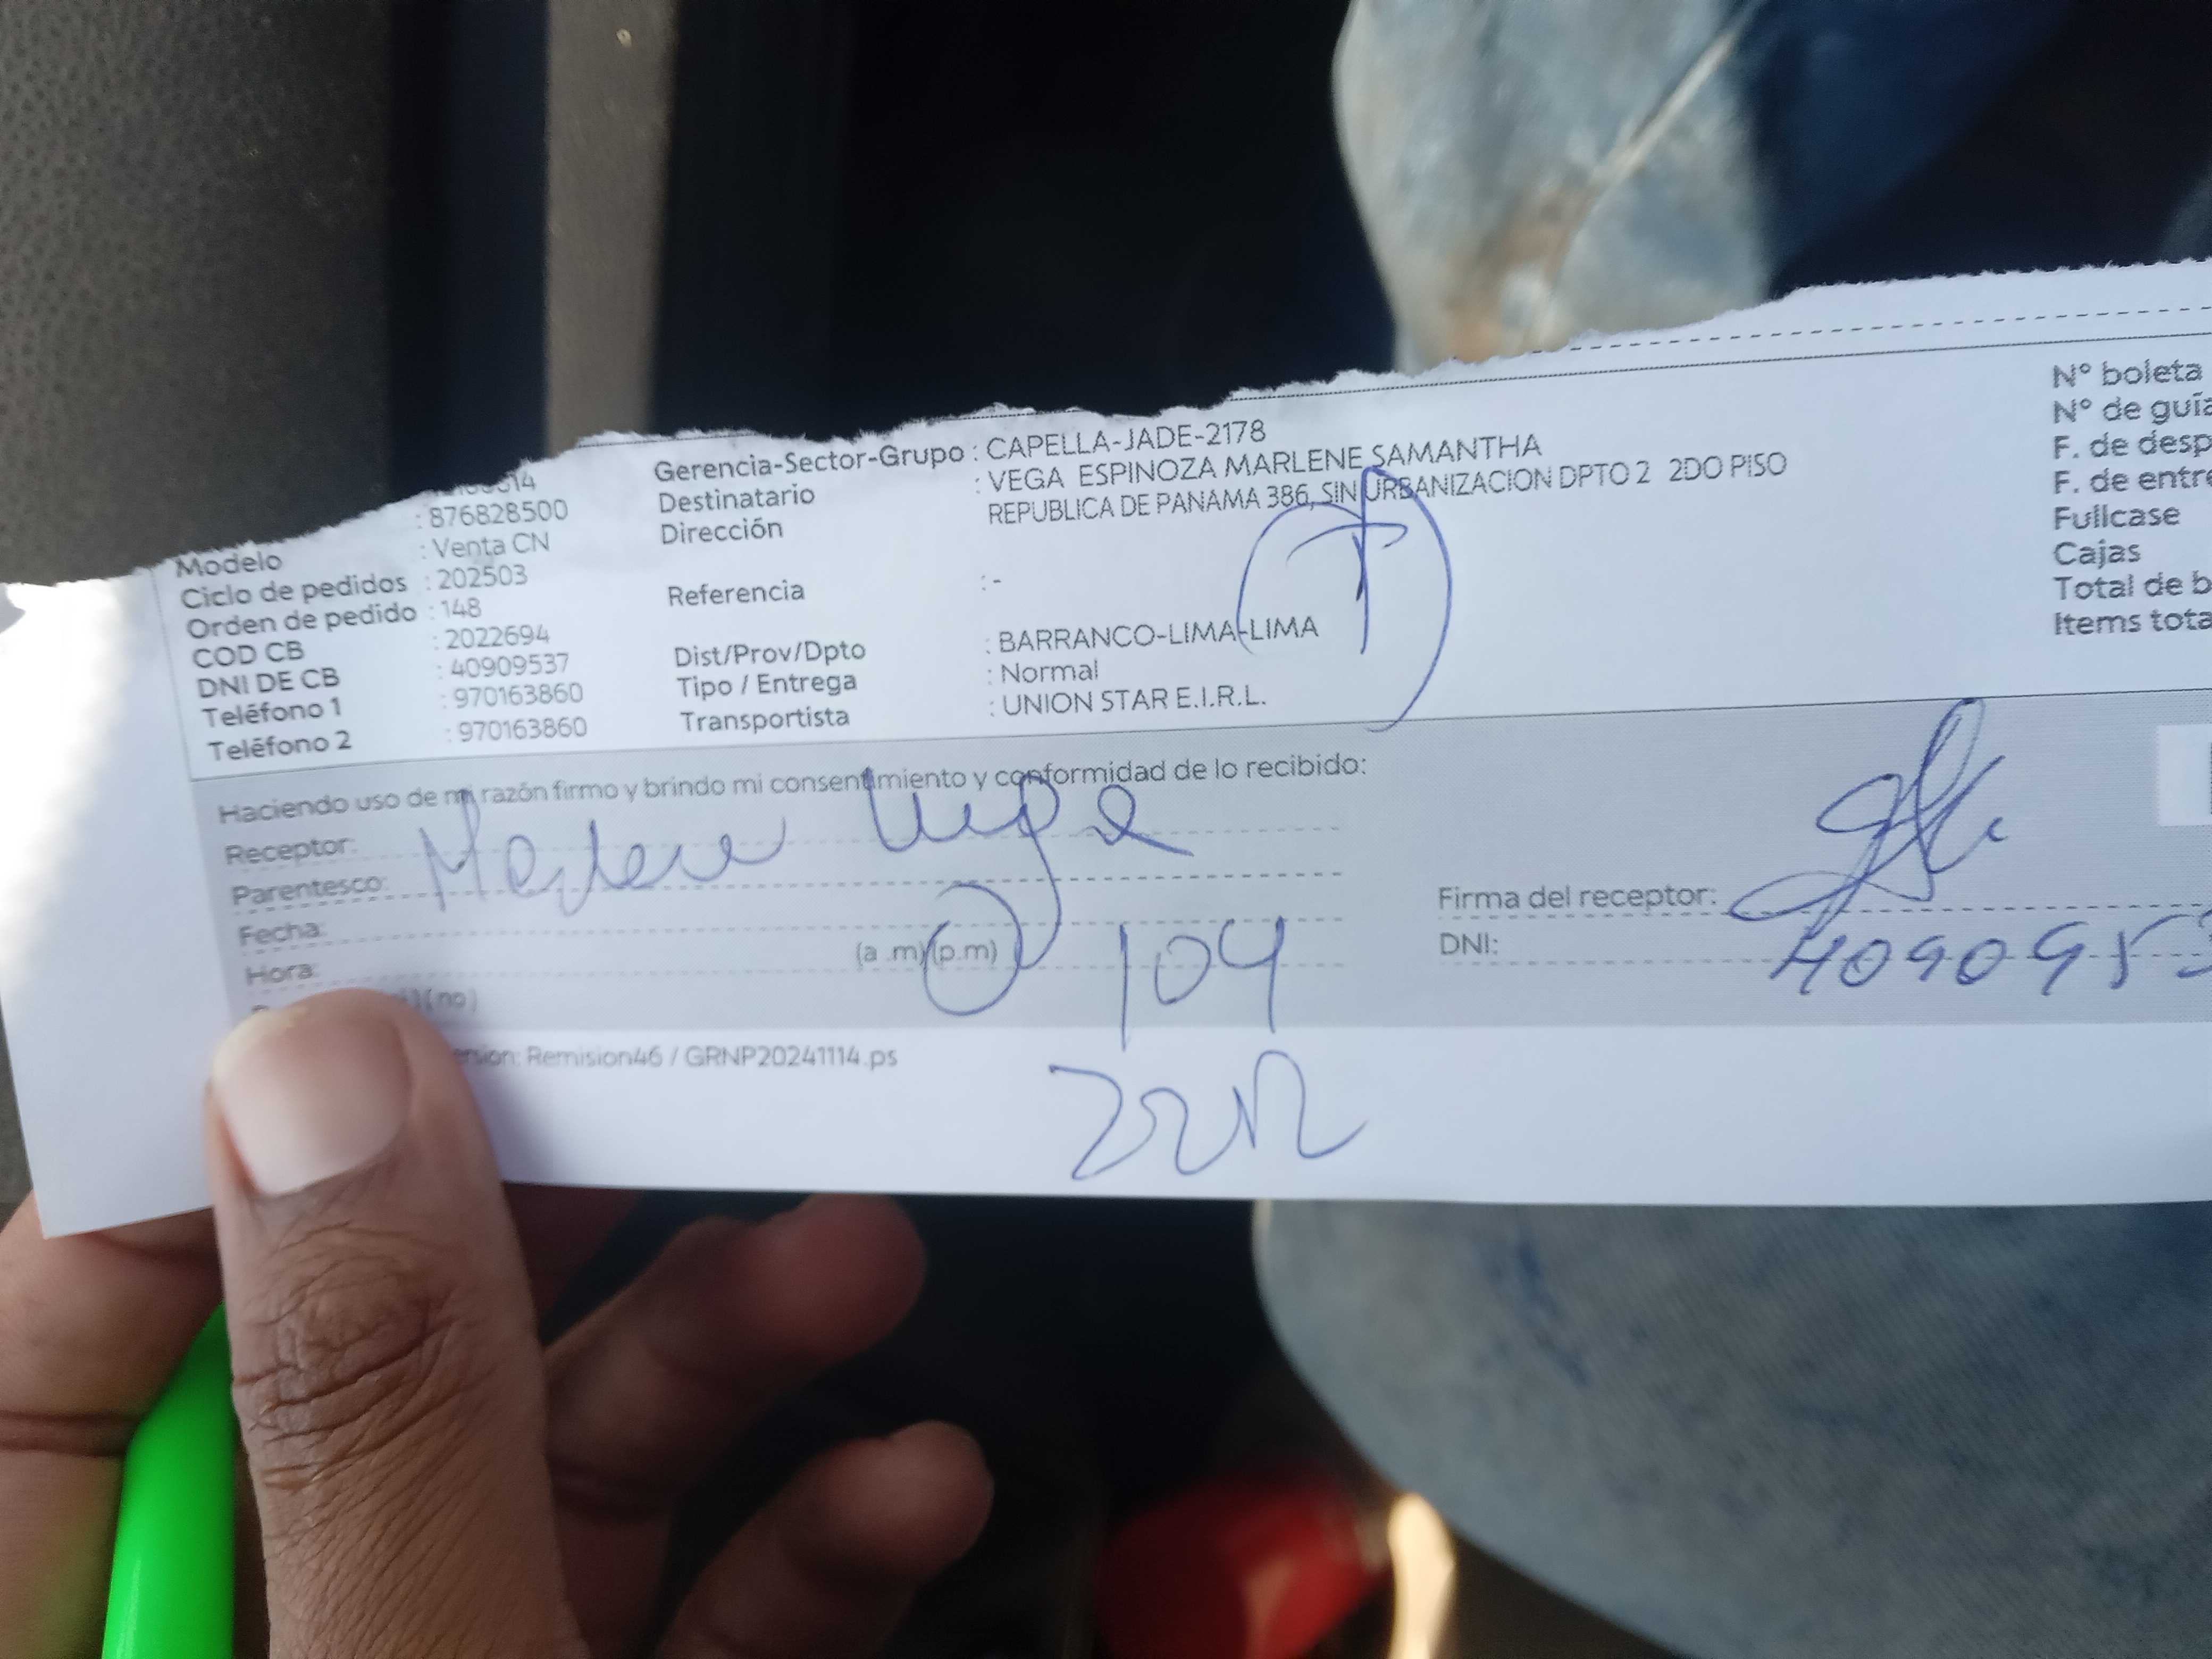 Gerencia-Sector-Grupo : CAPELLA-JADE-2178
: 876828500
Destinatario : VEGA ESPINOZA MARLENE SAMANTHA
Modelo : Venta CN
Dirección REPUBLICA DE PANAMA 386, SIN URBANIZACION DPTO 2 2DO PISO
Ciclo de pedidos : 202503
Orden de pedido : 148
Referencia : -
COD CB : 2022694
DNI DE CB : 40909537
Dist/Prov/Dpto : BARRANCO-LIMA-LIMA
Teléfono 1 : 970163860
Tipo / Entrega : Normal
Teléfono 2 : 970163860
Transportista : UNION STAR E.I.R.L.
N° boleta
N° de guía
F. de desp
F. de entre
Fullcase
Cajas
Total de b
Items tota
Haciendo uso de mi razón firmo y brindo mi consentimiento y conformidad de lo recibido:
Receptor: Marlene Vega
Parentesco:
Fecha:
Hora: (a .m)(p.m) 104
(no)
Firma del receptor:
DNI: 4090953
Remision46 / GRNP20241114.ps